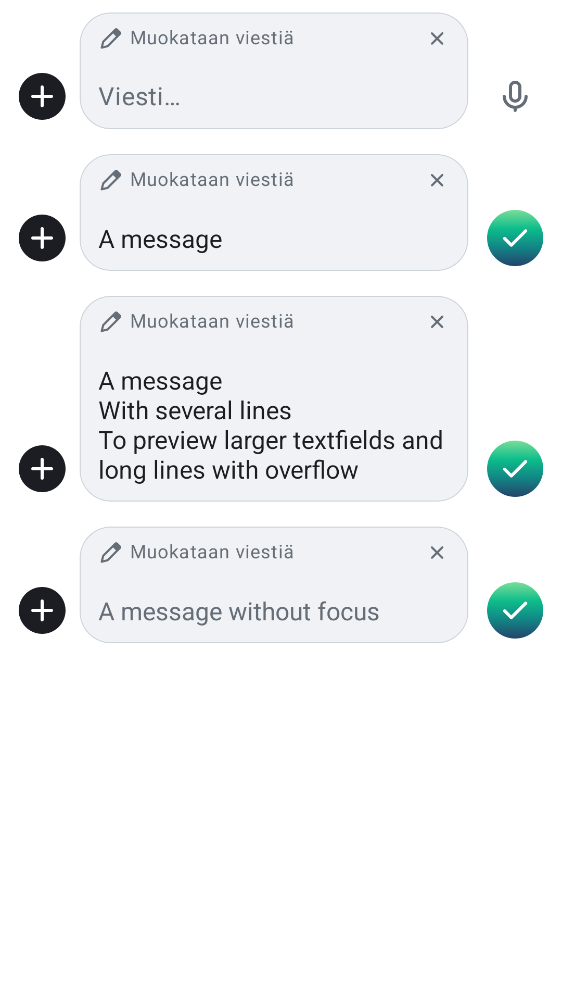 Muokataan viestiä
Viesti…
Muokataan viestiä
A message
Muokataan viestiä
A message
With several lines
To preview larger textfields and
long lines with overflow
Muokataan viestiä
A message without focus